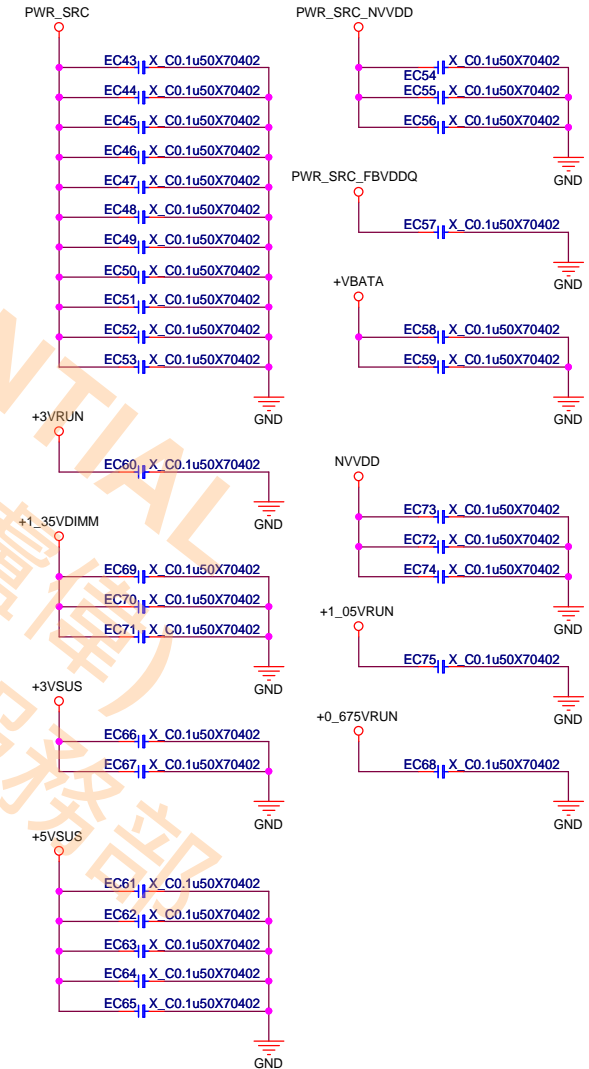 PWR_SRC
EC43 X_C0.1u50X70402
EC44 X_C0.1u50X70402
EC45 X_C0.1u50X70402
EC46 X_C0.1u50X70402
EC47 X_C0.1u50X70402
EC48 X_C0.1u50X70402
EC49 X_C0.1u50X70402
EC50 X_C0.1u50X70402
EC51 X_C0.1u50X70402
EC52 X_C0.1u50X70402
EC53 X_C0.1u50X70402
GND
+3VRUN
EC60 X_C0.1u50X70402
GND
+1_35VDIMM
EC69 X_C0.1u50X70402
EC70 X_C0.1u50X70402
EC71 X_C0.1u50X70402
GND
+3VSUS
EC66 X_C0.1u50X70402
EC67 X_C0.1u50X70402
GND
+5VSUS
EC61 X_C0.1u50X70402
EC62 X_C0.1u50X70402
EC63 X_C0.1u50X70402
EC64 X_C0.1u50X70402
EC65 X_C0.1u50X70402
GND
PWR_SRC_NVVDD
EC54 X_C0.1u50X70402
EC55 X_C0.1u50X70402
EC56 X_C0.1u50X70402
GND
PWR_SRC_FBVDDQ
EC57 X_C0.1u50X70402
GND
+VBATA
EC58 X_C0.1u50X70402
EC59 X_C0.1u50X70402
GND
NVVDD
EC73 X_C0.1u50X70402
EC72 X_C0.1u50X70402
EC74 X_C0.1u50X70402
GND
+1_05VRUN
EC75 X_C0.1u50X70402
GND
+0_675VRUN
EC68 X_C0.1u50X70402
GND
NTIAL
偉)
服務部